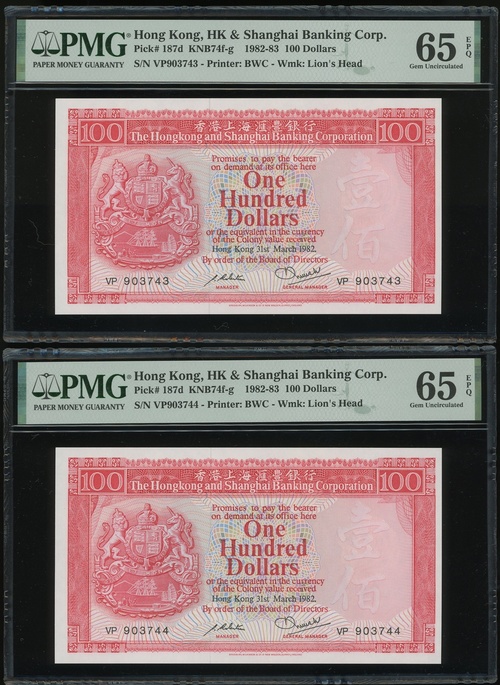 PMG
PAPER MONEY GUARANTY
Hong Kong, HK & Shanghai Banking Corp.
Pick# 187d KNB74f-g 1982-83 100 Dollars
S/N VP903743 - Printer: BWC - Wmk: Lion's Head
65 EPQ
Gem Uncirculated
100 香港上海滙豐銀行 100
The Hongkong and Shanghai Banking Corporation
Promises to pay the bearer
on demand at its office here
One
Hundred
Dollars
or the equivalent in the currency
of the Colony value received
Hong Kong 31st March 1982.
By order of the Board of Directors
壹佰
VP 903743
MANAGER
GENERAL MANAGER
VP 903743
PMG
PAPER MONEY GUARANTY
Hong Kong, HK & Shanghai Banking Corp.
Pick# 187d KNB74f-g 1982-83 100 Dollars
S/N VP903744 - Printer: BWC - Wmk: Lion's Head
65 EPQ
Gem Uncirculated
100 香港上海滙豐銀行 100
The Hongkong and Shanghai Banking Corporation
Promises to pay the bearer
on demand at its office here
One
Hundred
Dollars
or the equivalent in the currency
of the Colony value received
Hong Kong 31st March 1982.
By order of the Board of Directors
壹佰
VP 903744
MANAGER
GENERAL MANAGER
VP 903744